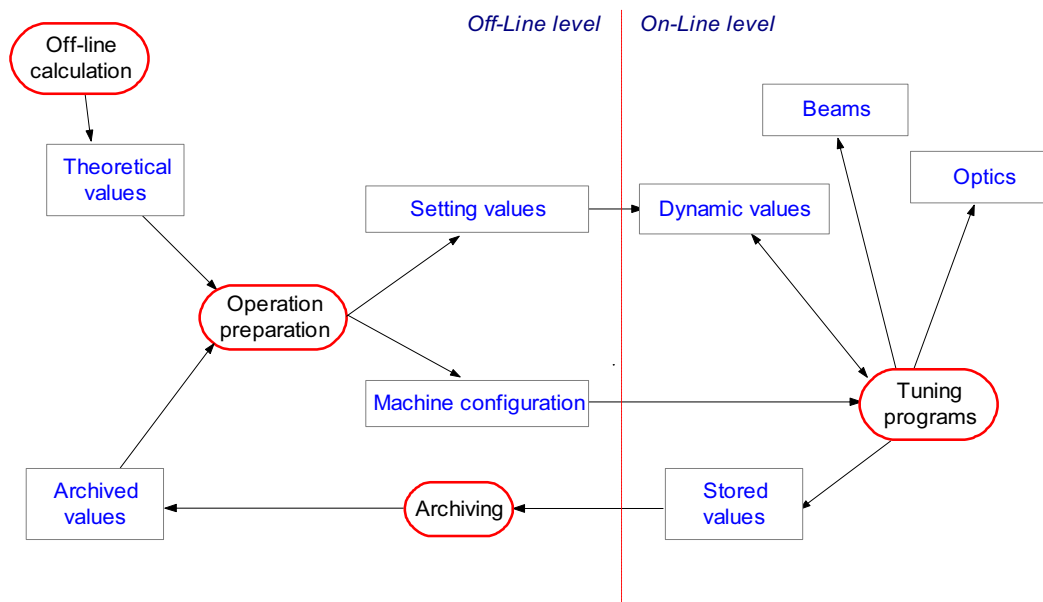 Off-Line level
On-Line level
Off-line
calculation
Beams
Theoretical
values
Optics
Setting values
Dynamic values
Operation
preparation
Machine configuration
Tuning
programs
Archived
values
Archiving
Stored
values